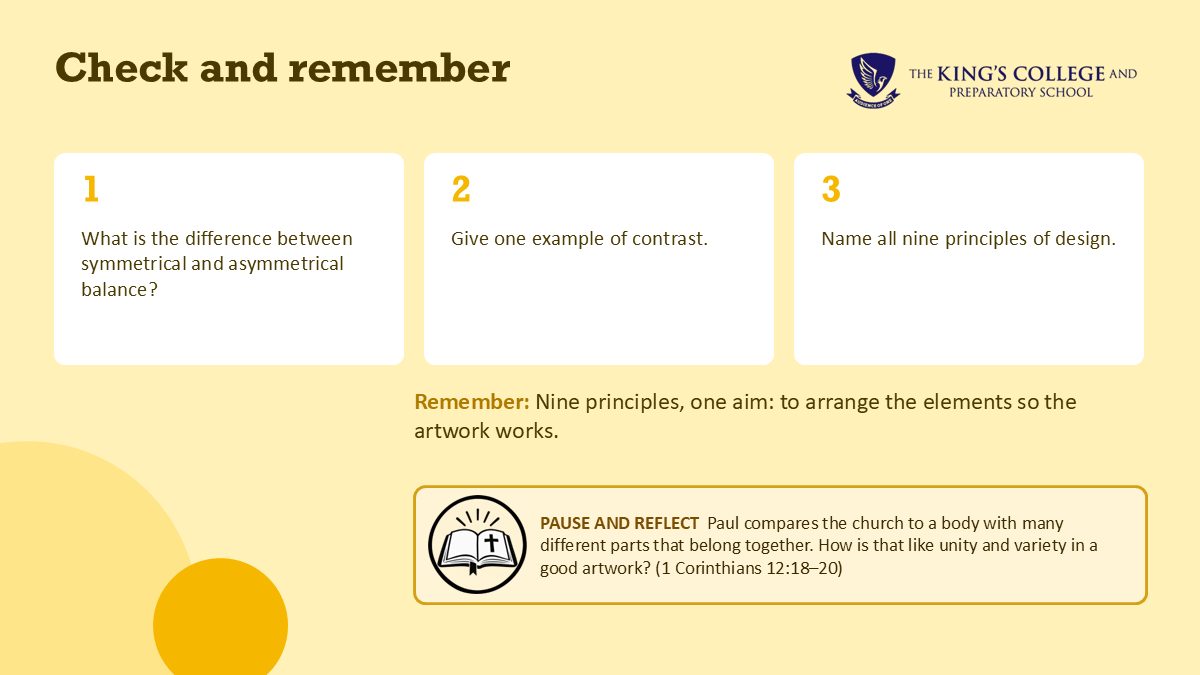 Check and remember
THE KING'S COLLEGE AND
PREPARATORY SCHOOL
AUDIENCE OF ONE
1
What is the difference between
symmetrical and asymmetrical
balance?
2
Give one example of contrast.
3
Name all nine principles of design.
Remember: Nine principles, one aim: to arrange the elements so the
artwork works.
PAUSE AND REFLECT Paul compares the church to a body with many
different parts that belong together. How is that like unity and variety in a
good artwork? (1 Corinthians 12:18–20)